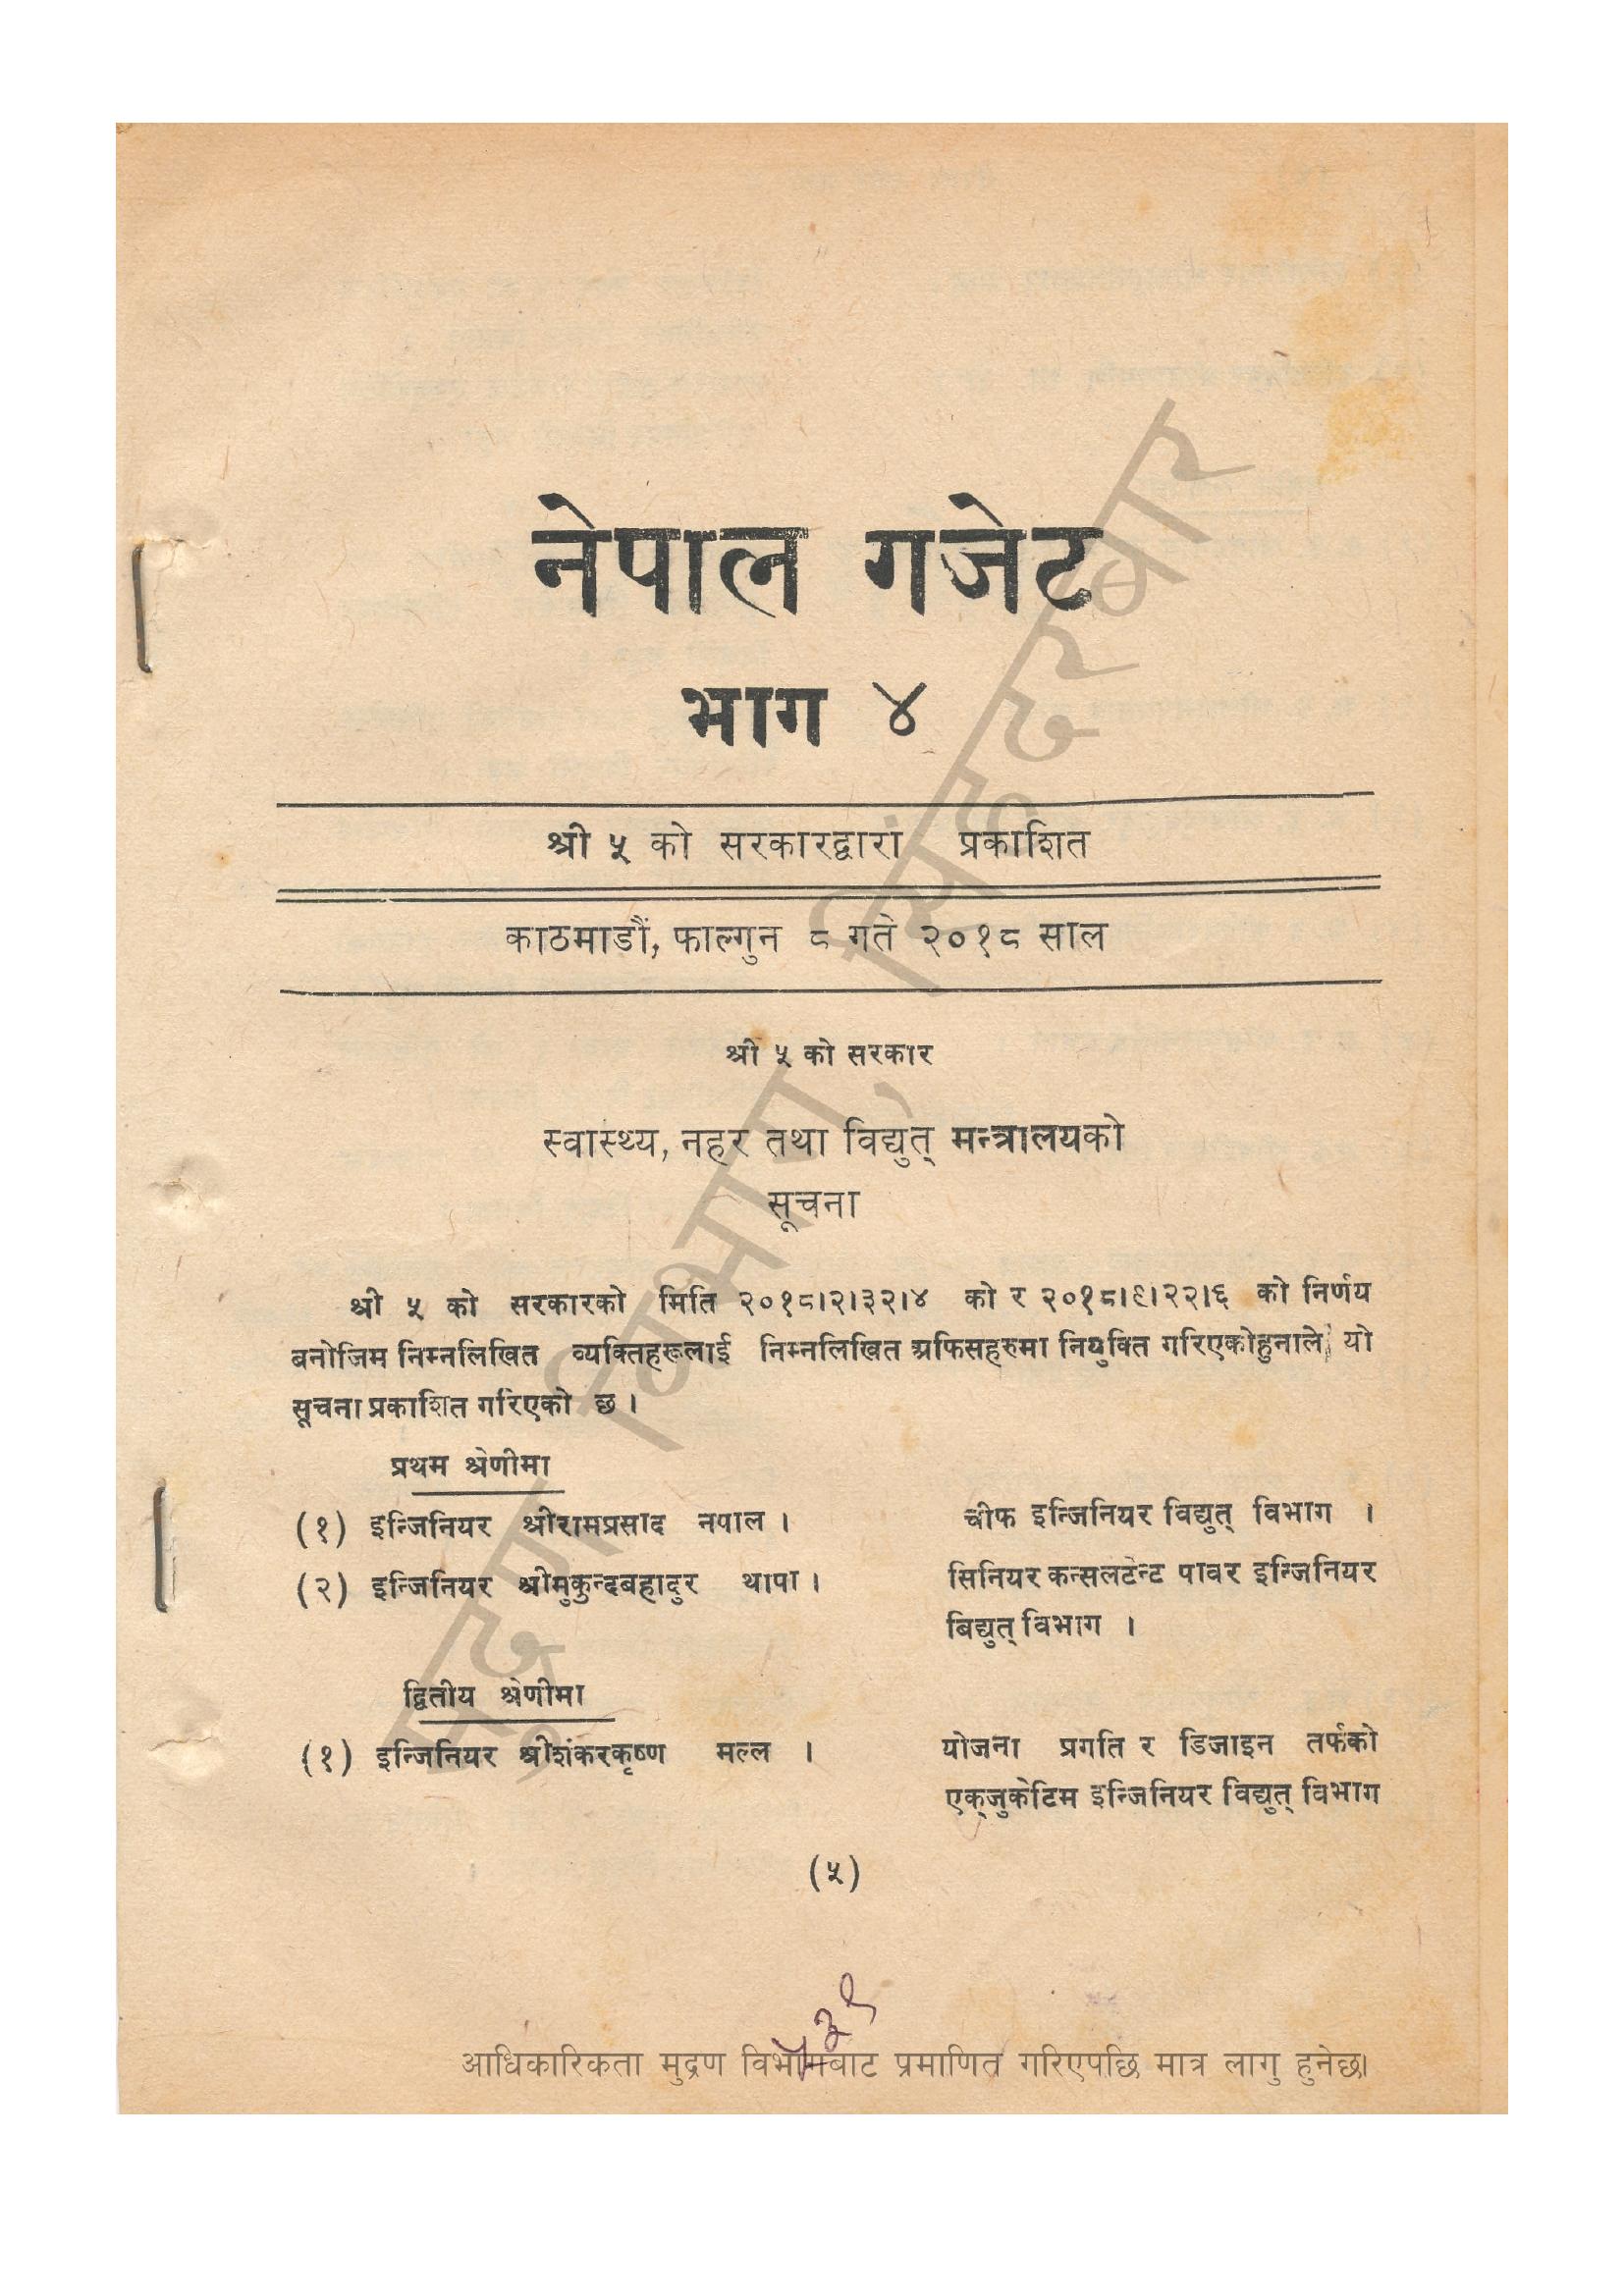 नेपाल गजेट
भाग ४
श्री ५ को सरकारद्वारा प्रकाशित
काठमाडौं, फाल्गुन ८ गते २०१८ साल
श्री ५ को सरकार
स्वास्थ्य, नहर तथा विद्युत् मन्त्रालयको
सूचना
श्री ५ को सरकारको मिति २०१८।२।३२।४ को र २०१८।९।२२।६ को निर्णय
बनोजिम निम्नलिखित व्यक्तिहरूलाई निम्नलिखित अफिसहरुमा नियुक्ति गरिएकोहुनाले यो
सूचना प्रकाशित गरिएको छ ।
प्रथम श्रेणीमा
(१) इन्जिनियर श्रीरामप्रसाद नपाल । चीफ इन्जिनियर विद्युत् विभाग ।
(२) इन्जिनियर श्रीमुकुन्दबहादुर थापा । सिनियर कन्सलटेन्ट पावर इन्जिनियर
बिद्युत् विभाग ।
द्वितीय श्रेणीमा
(१) इन्जिनियर श्रीशंकरकृष्ण मल्ल । योजना प्रगति र डिजाइन तर्फको
एक्जुकेटिम इन्जिनियर विद्युत् विभाग
(५)
५३९
आधिकारिकता मुद्रण विभागबाट प्रमाणित गरिएपछि मात्र लागु हुनेछ।
मुद्रण विभाग, सिंहदरबार